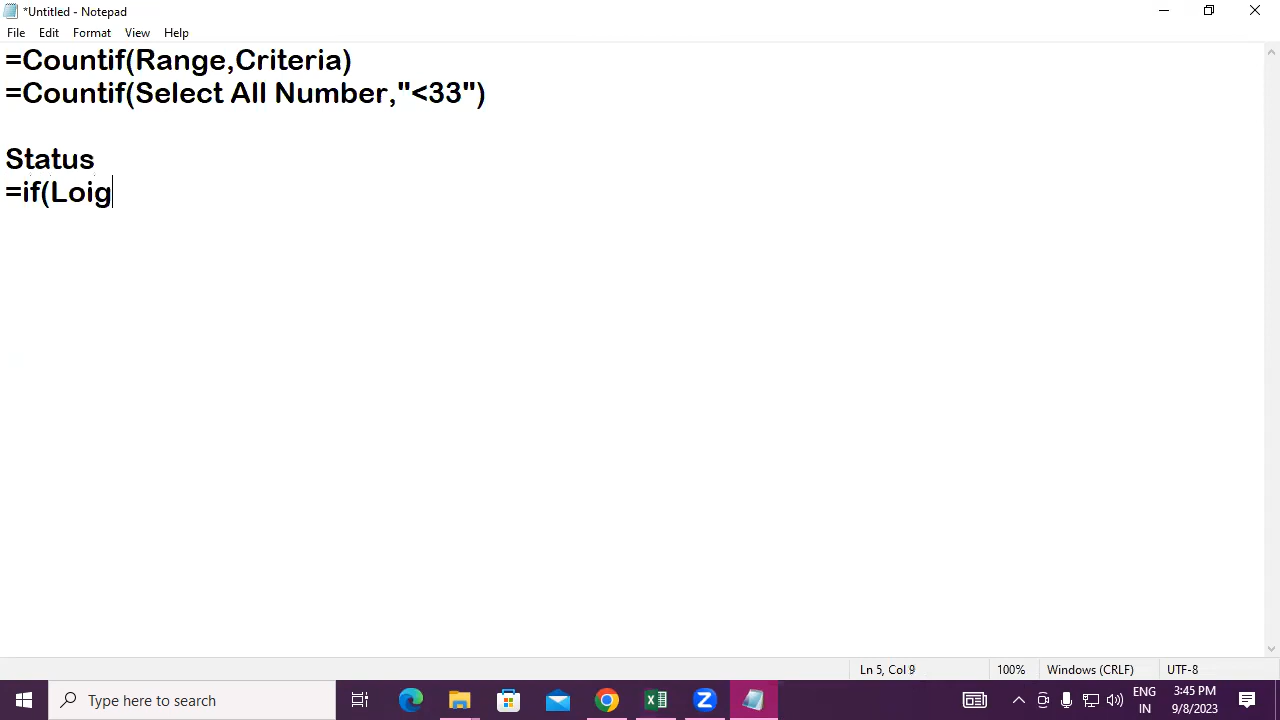 *Untitled - Notepad
File Edit Format View Help
=Countif(Range,Criteria)
=Countif(Select All Number,"<33")
Status
=if(Loig
Ln 5, Col 9 100% Windows (CRLF) UTF-8
Type here to search
ENG
IN
3:45 PM
9/8/2023